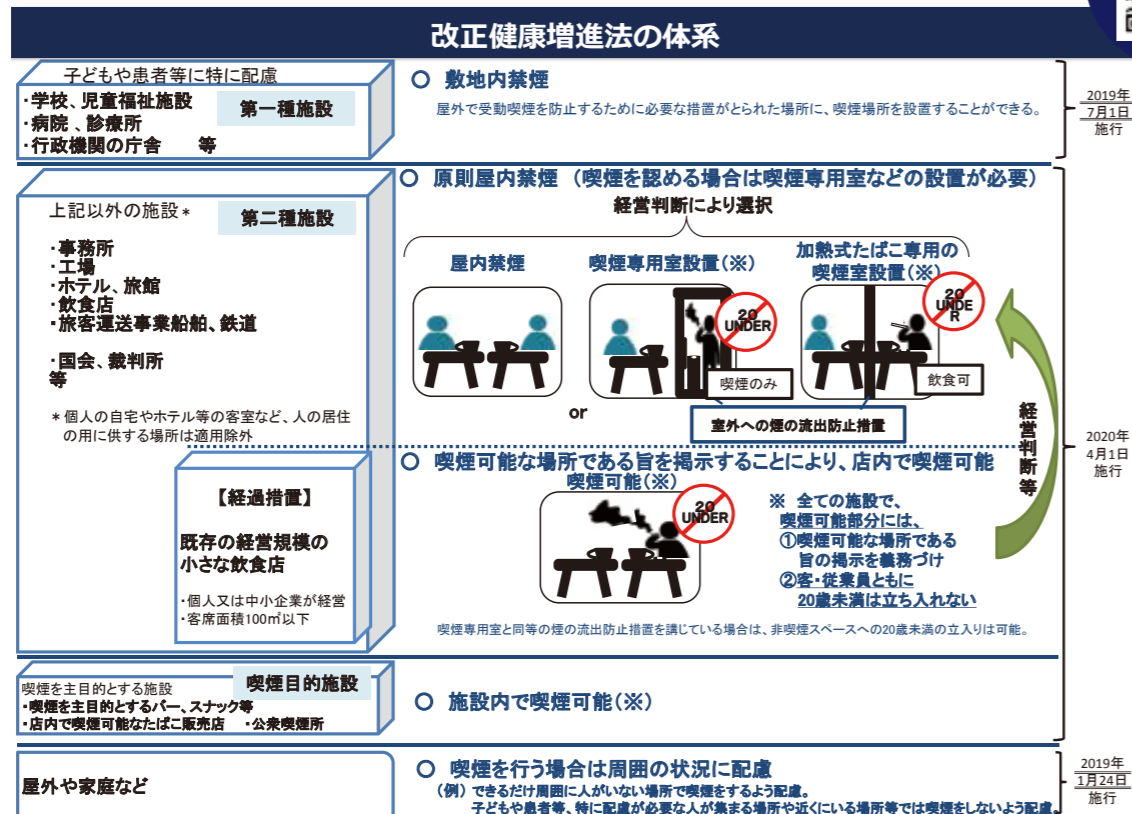 改正健康増進法の体系
子どもや患者等に特に配慮
・学校、児童福祉施設
・病院、診療所
・行政機関の庁舎　等
第一種施設
○ 敷地内禁煙
屋外で受動喫煙を防止するために必要な措置がとられた場所に、喫煙場所を設置することができる。
2019年
7月1日
施行
上記以外の施設*
第二種施設
・事務所
・工場
・ホテル、旅館
・飲食店
・旅客運送事業船舶、鉄道
・国会、裁判所
等
*個人の自宅やホテル等の客室など、人の居住
の用に供する場所は適用除外
○ 原則屋内禁煙 (喫煙を認める場合は喫煙専用室などの設置が必要)
経営判断により選択
屋内禁煙
喫煙専用室設置(※)
加熱式たばこ専用の
喫煙室設置(※)
20
UNDER
20
UNDE
R
喫煙のみ
飲食可
or
室外への煙の流出防止措置
経営判断等
2020年
4月1日
施行
【経過措置】
既存の経営規模の
小さな飲食店
・個人又は中小企業が経営
・客席面積100㎡以下
○ 喫煙可能な場所である旨を掲示することにより、店内で喫煙可能
喫煙可能(※)
20
UNDER
※ 全ての施設で、
喫煙可能部分には、
①喫煙可能な場所である
旨の掲示を義務づけ
②客・従業員ともに
20歳未満は立ち入れない
喫煙専用室と同等の煙の流出防止措置を講じている場合は、非喫煙スペースへの20歳未満の立入りは可能。
喫煙を主目的とする施設
喫煙目的施設
・喫煙を主目的とするバー、スナック等
・店内で喫煙可能なたばこ販売店 ・公衆喫煙所
○ 施設内で喫煙可能(※)
屋外や家庭など
○ 喫煙を行う場合は周囲の状況に配慮
(例) できるだけ周囲に人がいない場所で喫煙をするよう配慮。
子どもや患者等、特に配慮が必要な人が集まる場所や近くにいる場所等では喫煙をしないよう配慮。
2019年
1月24日
施行